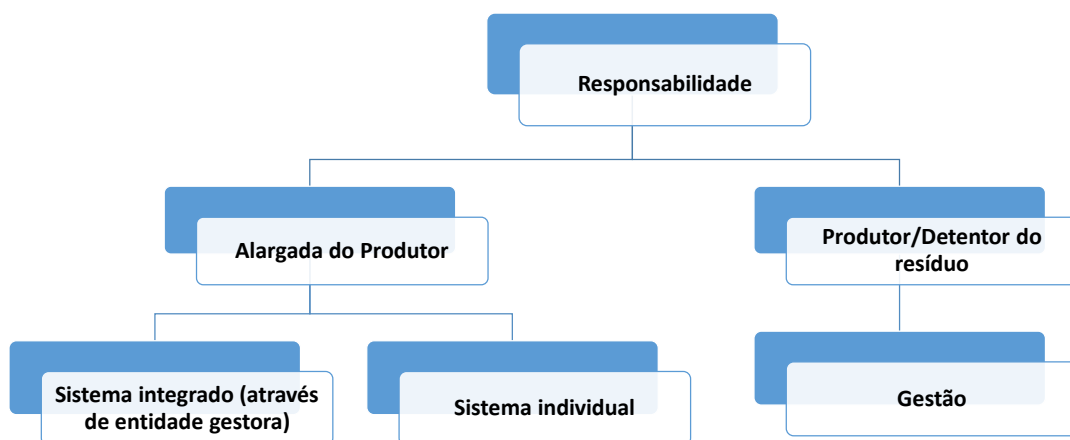 Responsabilidade
Alargada do Produtor
Produtor/Detentor do
resíduo
Sistema integrado (através
de entidade gestora)
Sistema individual
Gestão